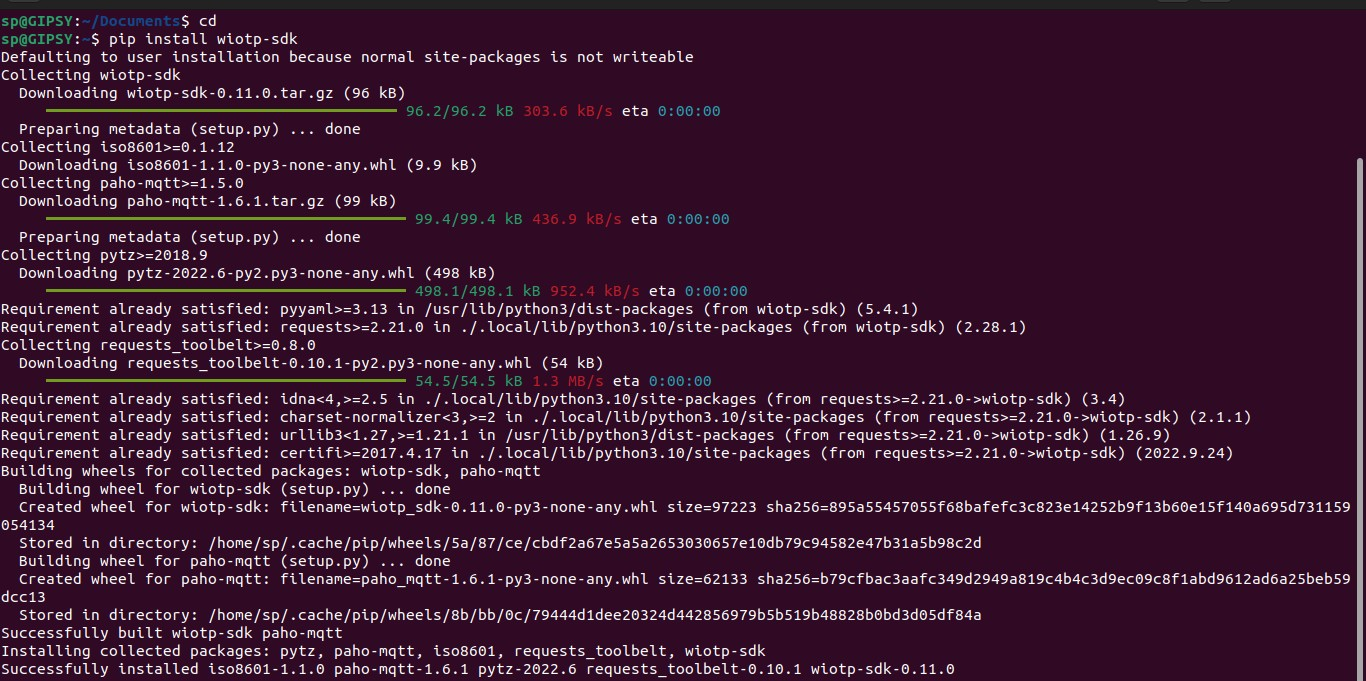 sp@GIPSY:~/Documents$ cd
sp@GIPSY:~$ pip install wiotp-sdk
Defaulting to user installation because normal site-packages is not writeable
Collecting wiotp-sdk
  Downloading wiotp-sdk-0.11.0.tar.gz (96 kB)
96.2/96.2 kB 303.6 kB/s eta 0:00:00
  Preparing metadata (setup.py) ... done
Collecting iso8601>=0.1.12
  Downloading iso8601-1.1.0-py3-none-any.whl (9.9 kB)
Collecting paho-mqtt>=1.5.0
  Downloading paho-mqtt-1.6.1.tar.gz (99 kB)
99.4/99.4 kB 436.9 kB/s eta 0:00:00
  Preparing metadata (setup.py) ... done
Collecting pytz>=2018.9
  Downloading pytz-2022.6-py2.py3-none-any.whl (498 kB)
498.1/498.1 kB 952.4 kB/s eta 0:00:00
Requirement already satisfied: pyyaml>=3.13 in /usr/lib/python3/dist-packages (from wiotp-sdk) (5.4.1)
Requirement already satisfied: requests>=2.21.0 in ./.local/lib/python3.10/site-packages (from wiotp-sdk) (2.28.1)
Collecting requests_toolbelt>=0.8.0
  Downloading requests_toolbelt-0.10.1-py2.py3-none-any.whl (54 kB)
54.5/54.5 kB 1.3 MB/s eta 0:00:00
Requirement already satisfied: idna<4,>=2.5 in ./.local/lib/python3.10/site-packages (from requests>=2.21.0->wiotp-sdk) (3.4)
Requirement already satisfied: charset-normalizer<3,>=2 in ./.local/lib/python3.10/site-packages (from requests>=2.21.0->wiotp-sdk) (2.1.1)
Requirement already satisfied: urllib3<1.27,>=1.21.1 in /usr/lib/python3/dist-packages (from requests>=2.21.0->wiotp-sdk) (1.26.9)
Requirement already satisfied: certifi>=2017.4.17 in ./.local/lib/python3.10/site-packages (from requests>=2.21.0->wiotp-sdk) (2022.9.24)
Building wheels for collected packages: wiotp-sdk, paho-mqtt
  Building wheel for wiotp-sdk (setup.py) ... done
  Created wheel for wiotp-sdk: filename=wiotp_sdk-0.11.0-py3-none-any.whl size=97223 sha256=895a55457055f68bafefc3c823e14252b9f13b60e15f140a695d731159
054134
  Stored in directory: /home/sp/.cache/pip/wheels/5a/87/ce/cbdf2a67e5a5a2653030657e10db79c94582e47b31a5b98c2d
  Building wheel for paho-mqtt (setup.py) ... done
  Created wheel for paho-mqtt: filename=paho_mqtt-1.6.1-py3-none-any.whl size=62133 sha256=b79cfbac3aafc349d2949a819c4b4c3d9ec09c8f1abd9612ad6a25beb59
dcc13
  Stored in directory: /home/sp/.cache/pip/wheels/8b/bb/0c/79444d1dee20324d442856979b5b519b48828b0bd3d05df84a
Successfully built wiotp-sdk paho-mqtt
Installing collected packages: pytz, paho-mqtt, iso8601, requests_toolbelt, wiotp-sdk
Successfully installed iso8601-1.1.0 paho-mqtt-1.6.1 pytz-2022.6 requests_toolbelt-0.10.1 wiotp-sdk-0.11.0